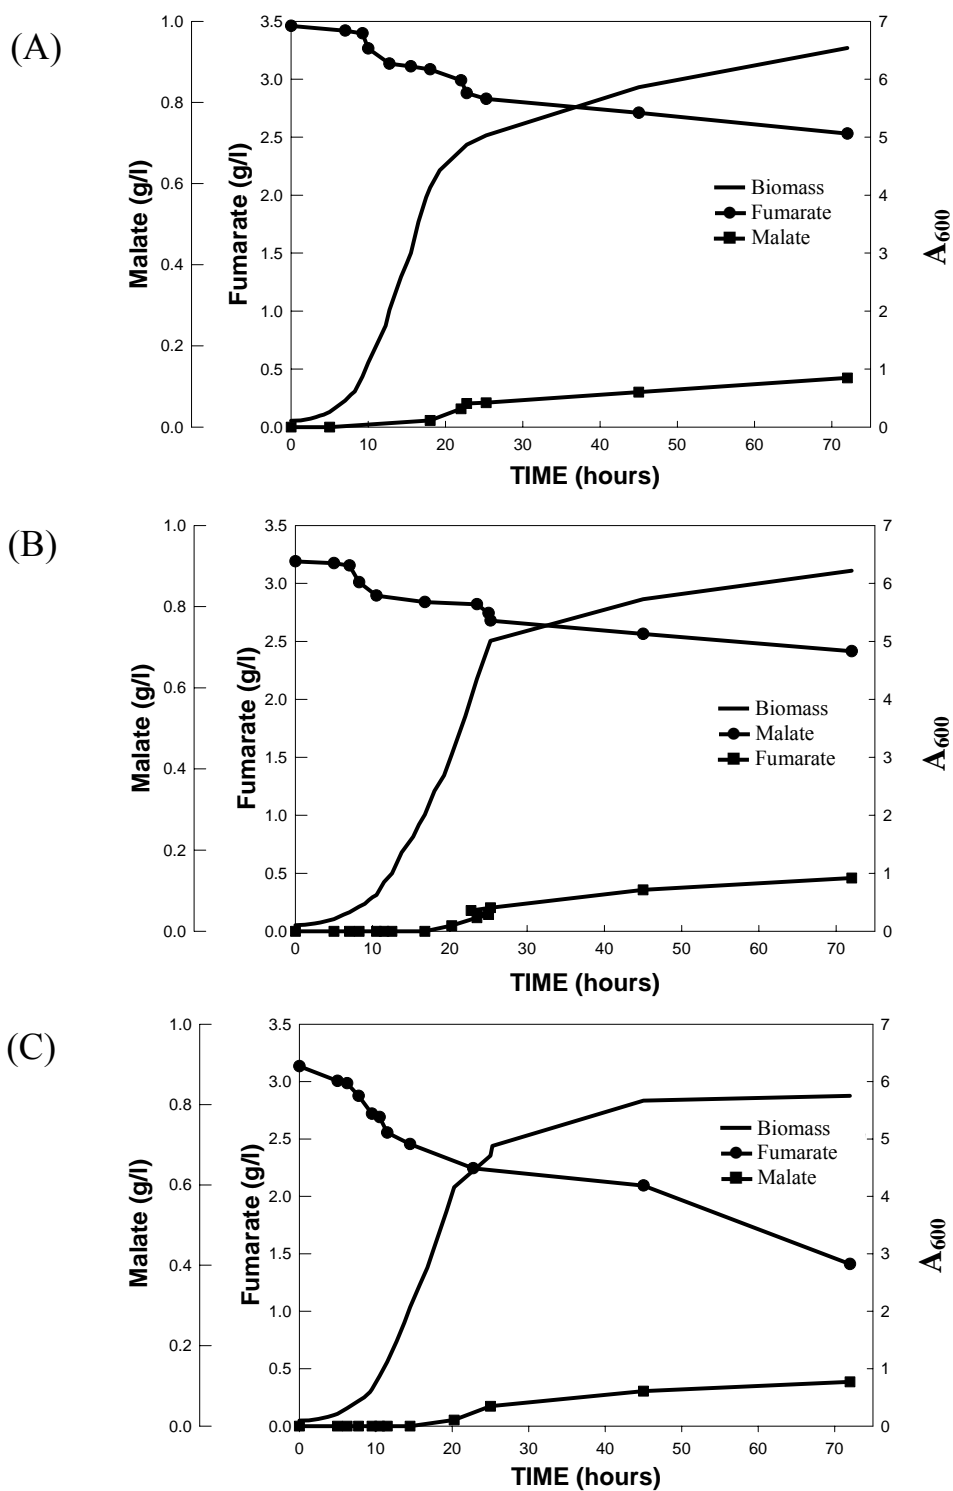 (A)
1.0
0.8
0.6
0.4
0.2
0.0
Malate (g/l)
3.5
3.0
2.5
2.0
1.5
1.0
0.5
0.0
Fumarate (g/l)
7
6
5
4
3
2
1
0
A600
Biomass
Fumarate
Malate
0 10 20 30 40 50 60 70
TIME (hours)
(B)
1.0
0.8
0.6
0.4
0.2
0.0
Malate (g/l)
3.5
3.0
2.5
2.0
1.5
1.0
0.5
0.0
Fumarate (g/l)
7
6
5
4
3
2
1
0
A600
Biomass
Malate
Fumarate
0 10 20 30 40 50 60 70
TIME (hours)
(C)
1.0
0.8
0.6
0.4
0.2
0.0
Malate (g/l)
3.5
3.0
2.5
2.0
1.5
1.0
0.5
0.0
Fumarate (g/l)
7
6
5
4
3
2
1
0
A600
Biomass
Fumarate
Malate
0 10 20 30 40 50 60 70
TIME (hours)